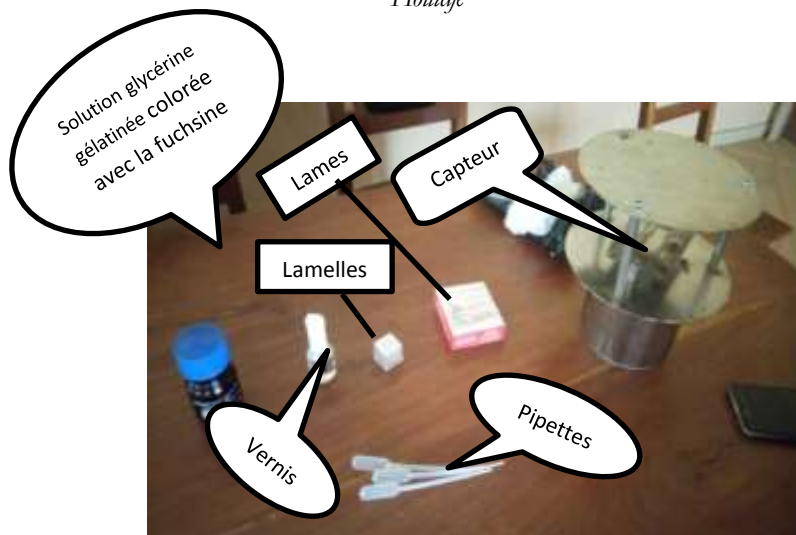 Solution glycérine
gélatinée colorée
avec la fuchsine
Lames
Capteur
Lamelles
Vernis
Pipettes